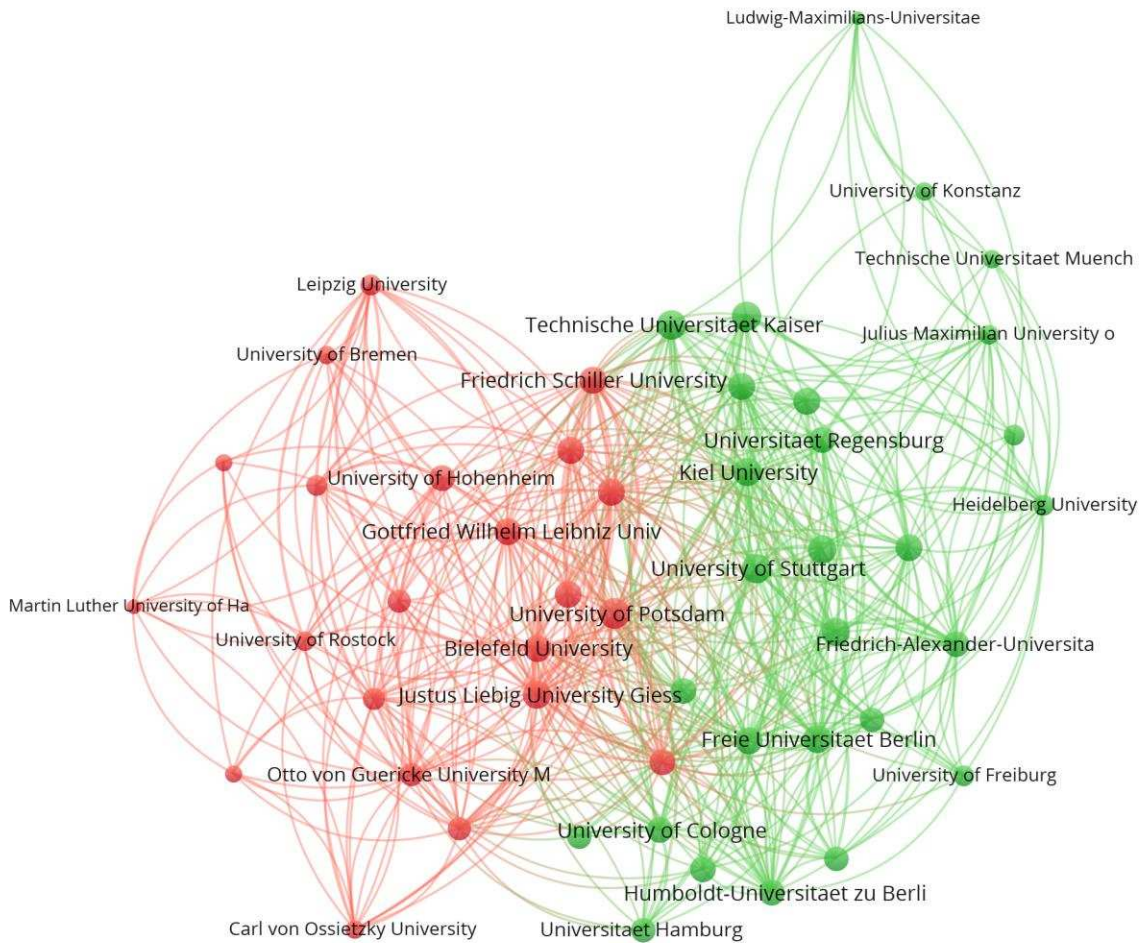 Ludwig-Maximilians-Universitae
University of Konstanz
Technische Universitaet Muench
Leipzig University
Technische Universitaet Kaiser
Julius Maximilian University o
University of Bremen
Friedrich Schiller University
Universitaet Regensburg
University of Hohenheim
Kiel University
Heidelberg University
Gottfried Wilhelm Leibniz Univ
University of Stuttgart
Martin Luther University of Ha
University of Potsdam
University of Rostock
Bielefeld University
Friedrich-Alexander-Universita
Justus Liebig University Giess
Freie Universitaet Berlin
Otto von Guericke University M
University of Freiburg
University of Cologne
Humboldt-Universitaet zu Berli
Carl von Ossietzky University
Universitaet Hamburg